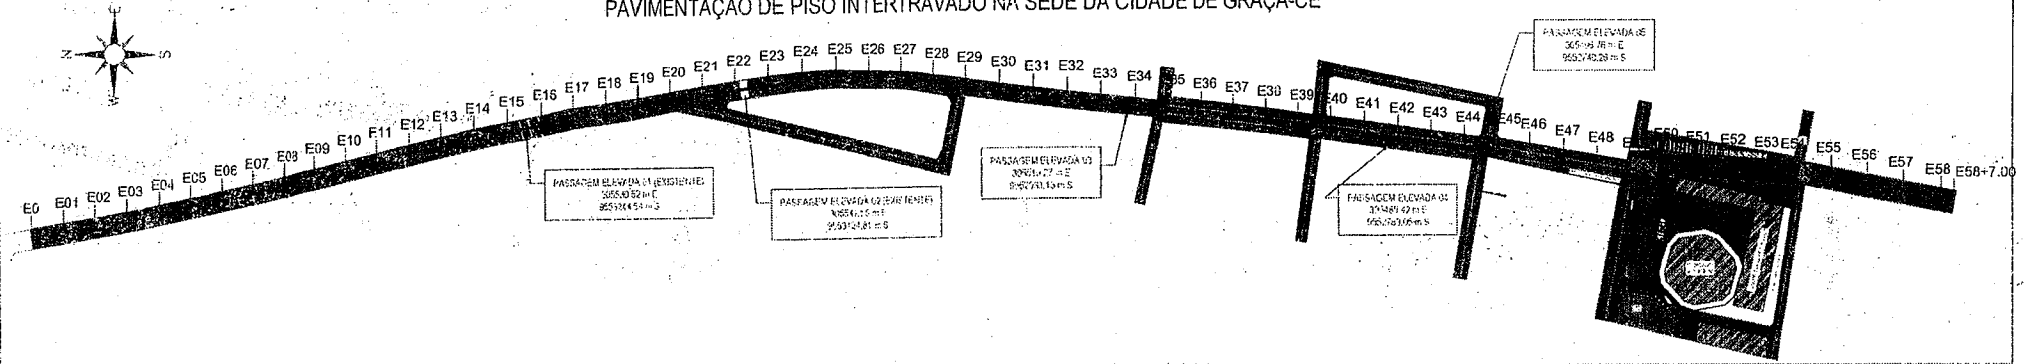 PAVIMENTAÇÃO DE PISO INTERTRAVADO NA SEDE DA CIDADE DE GRAÇA-CE
N S
E0 E01 E02 E03 E04 E05 E06 E07 E08 E09 E10 E11 E12 E13 E14 E15 E16 E17 E18 E19 E20 E21 E22 E23 E24 E25 E26 E27 E28 E29 E30 E31 E32 E33 E34 E35 E36 E37 E38 E39 E40 E41 E42 E43 E44 E45 E46 E47 E48 E50 E51 E52 E53 E54 E55 E56 E57 E58 E58+7.00
PASSAGEM ELEVADA 01 (EXISTENTE)
PASSAGEM ELEVADA 02 (EXISTENTE)
PASSAGEM ELEVADA 03
PASSAGEM ELEVADA 04
PASSAGEM ELEVADA 05